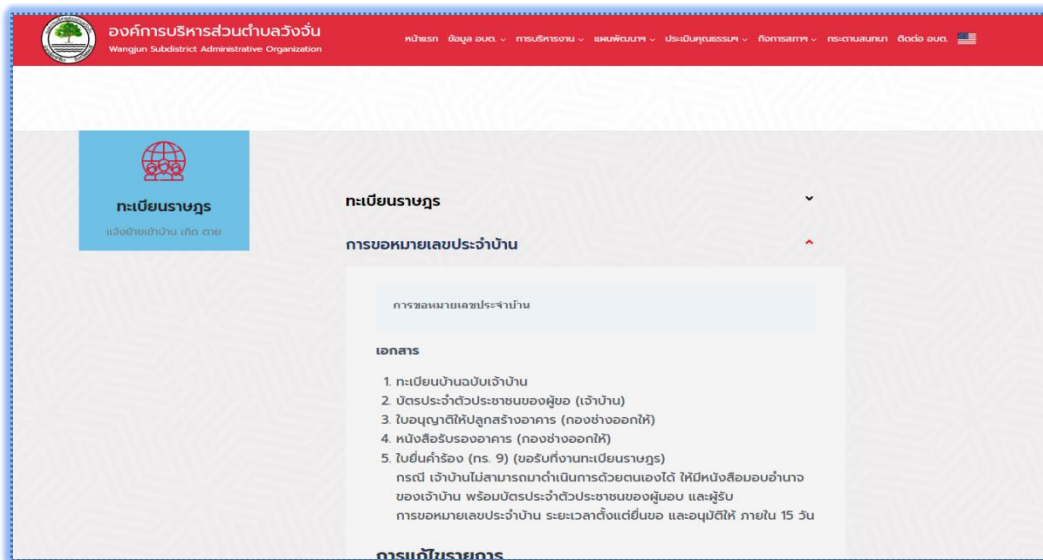 องค์การบริหารส่วนตำบลวังจั่น
Wangjun Subdistrict Administrative Organization
หน้าแรก ข้อมูล อบต. การบริหารงาน แผนพัฒนาฯ ประเมินคุณธรรมฯ กิจการสภาฯ กระดานสนทนา ติดต่อ อบต.
ทะเบียนราษฎร
แจ้งย้ายเข้าบ้าน เกิด ตาย
ทะเบียนราษฎร
การขอหมายเลขประจำบ้าน
การขอหมายเลขประจำบ้าน
เอกสาร
1. ทะเบียนบ้านฉบับเจ้าบ้าน
2. บัตรประจำตัวประชาชนของผู้ขอ (เจ้าบ้าน)
3. ใบอนุญาติให้ปลูกสร้างอาคาร (กองช่างออกให้)
4. หนังสือรับรองอาคาร (กองช่างออกให้)
5. ใบยื่นคำร้อง (ทร. 9) (ขอรับที่งานทะเบียนราษฎร)
กรณี เจ้าบ้านไม่สามารถมาดำเนินการด้วยตนเองได้ ให้มีหนังสือมอบอำนาจ
ของเจ้าบ้าน พร้อมบัตรประจำตัวประชาชนของผู้มอบ และผู้รับ
การขอหมายเลขประจำบ้าน ระยะเวลาตั้งแต่ยื่นขอ และอนุมัติให้ ภายใน 15 วัน
การแก้ไขรายการ